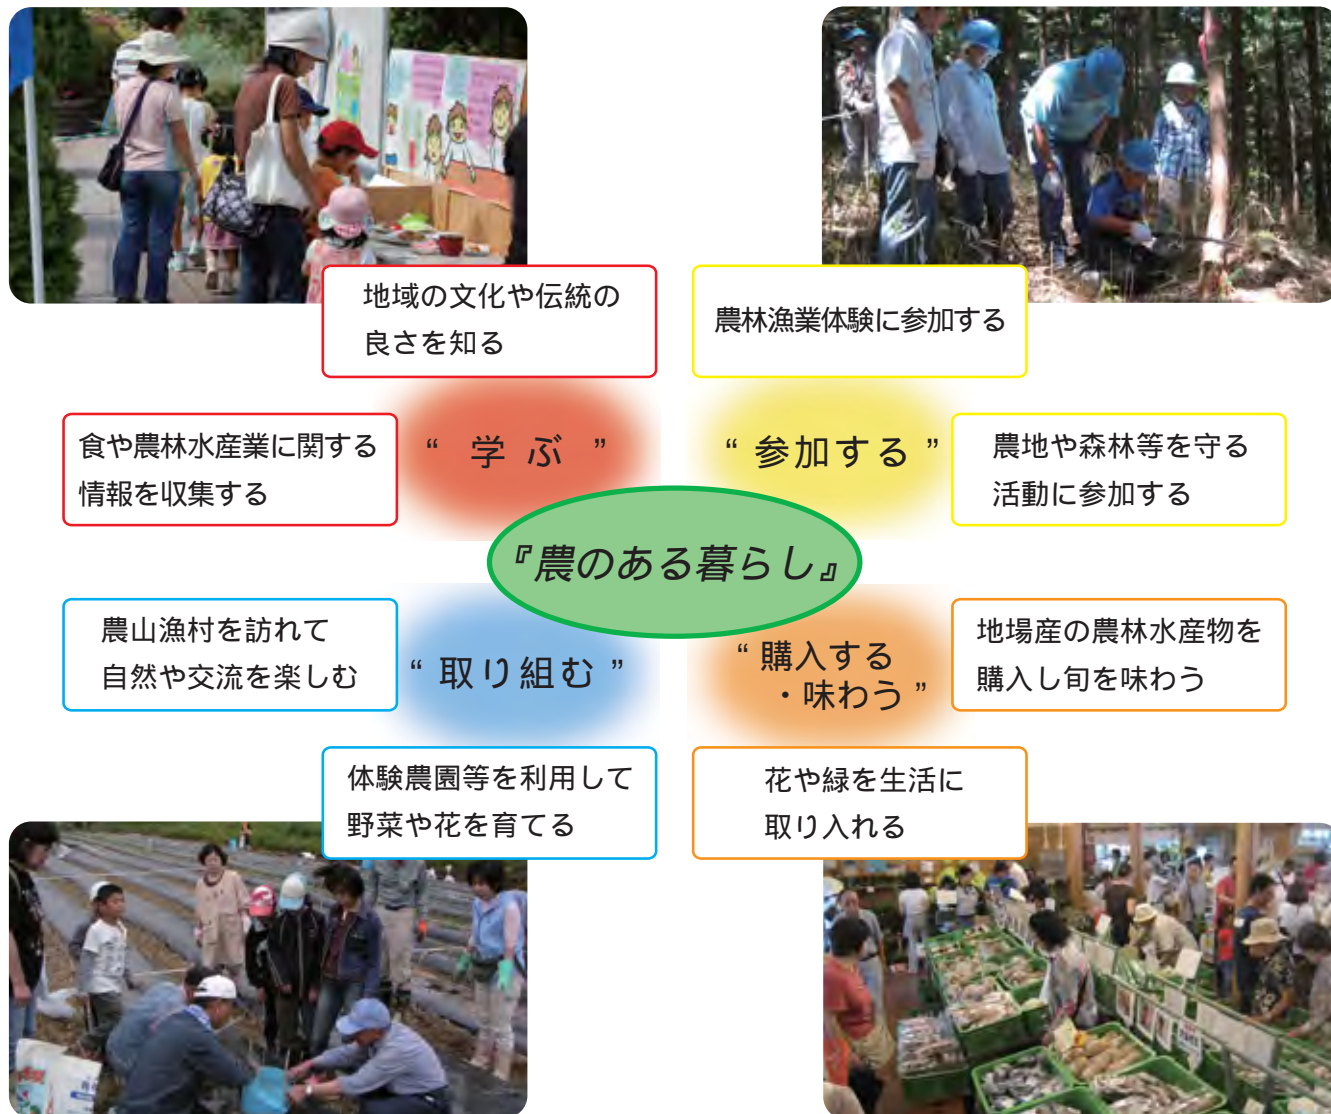 地域の文化や伝統の
良さを知る
農林漁業体験に参加する
食や農林水産業に関する
情報を収集する
“ 学 ぶ ”
“ 参加する ”
農地や森林等を守る
活動に参加する
『農のある暮らし』
農山漁村を訪れて
自然や交流を楽しむ
“ 取り組む ”
“ 購入する
・味わう ”
地場産の農林水産物を
購入し旬を味わう
体験農園等を利用して
野菜や花を育てる
花や緑を生活に
取り入れる